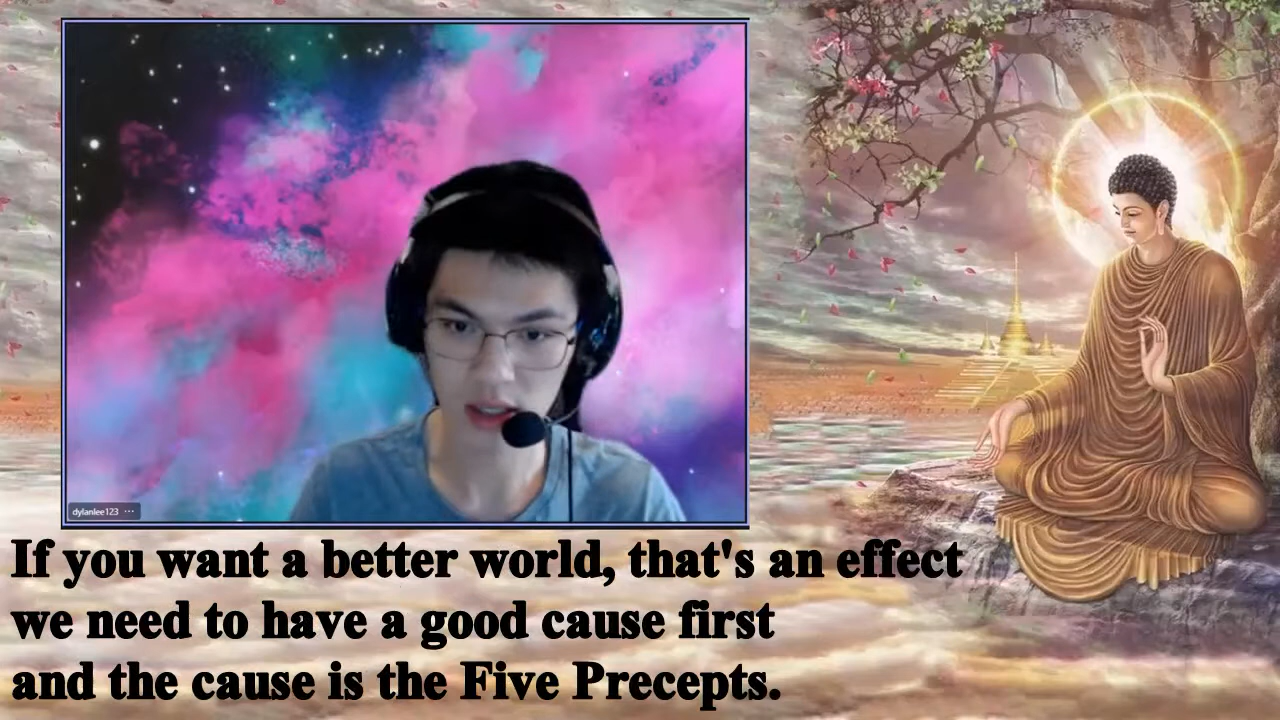 dylanlee123 ...
If you want a better world, that's an effect
we need to have a good cause first
and the cause is the Five Precepts.